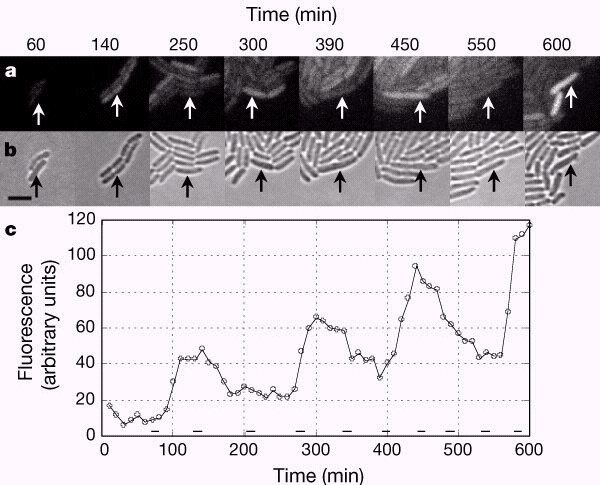 Time (min)
60 140 250 300 390 450 550 600
a
b
c
120
100
80
60
40
20
0
Fluorescence
(arbitrary units)
0 100 200 300 400 500 600
Time (min)